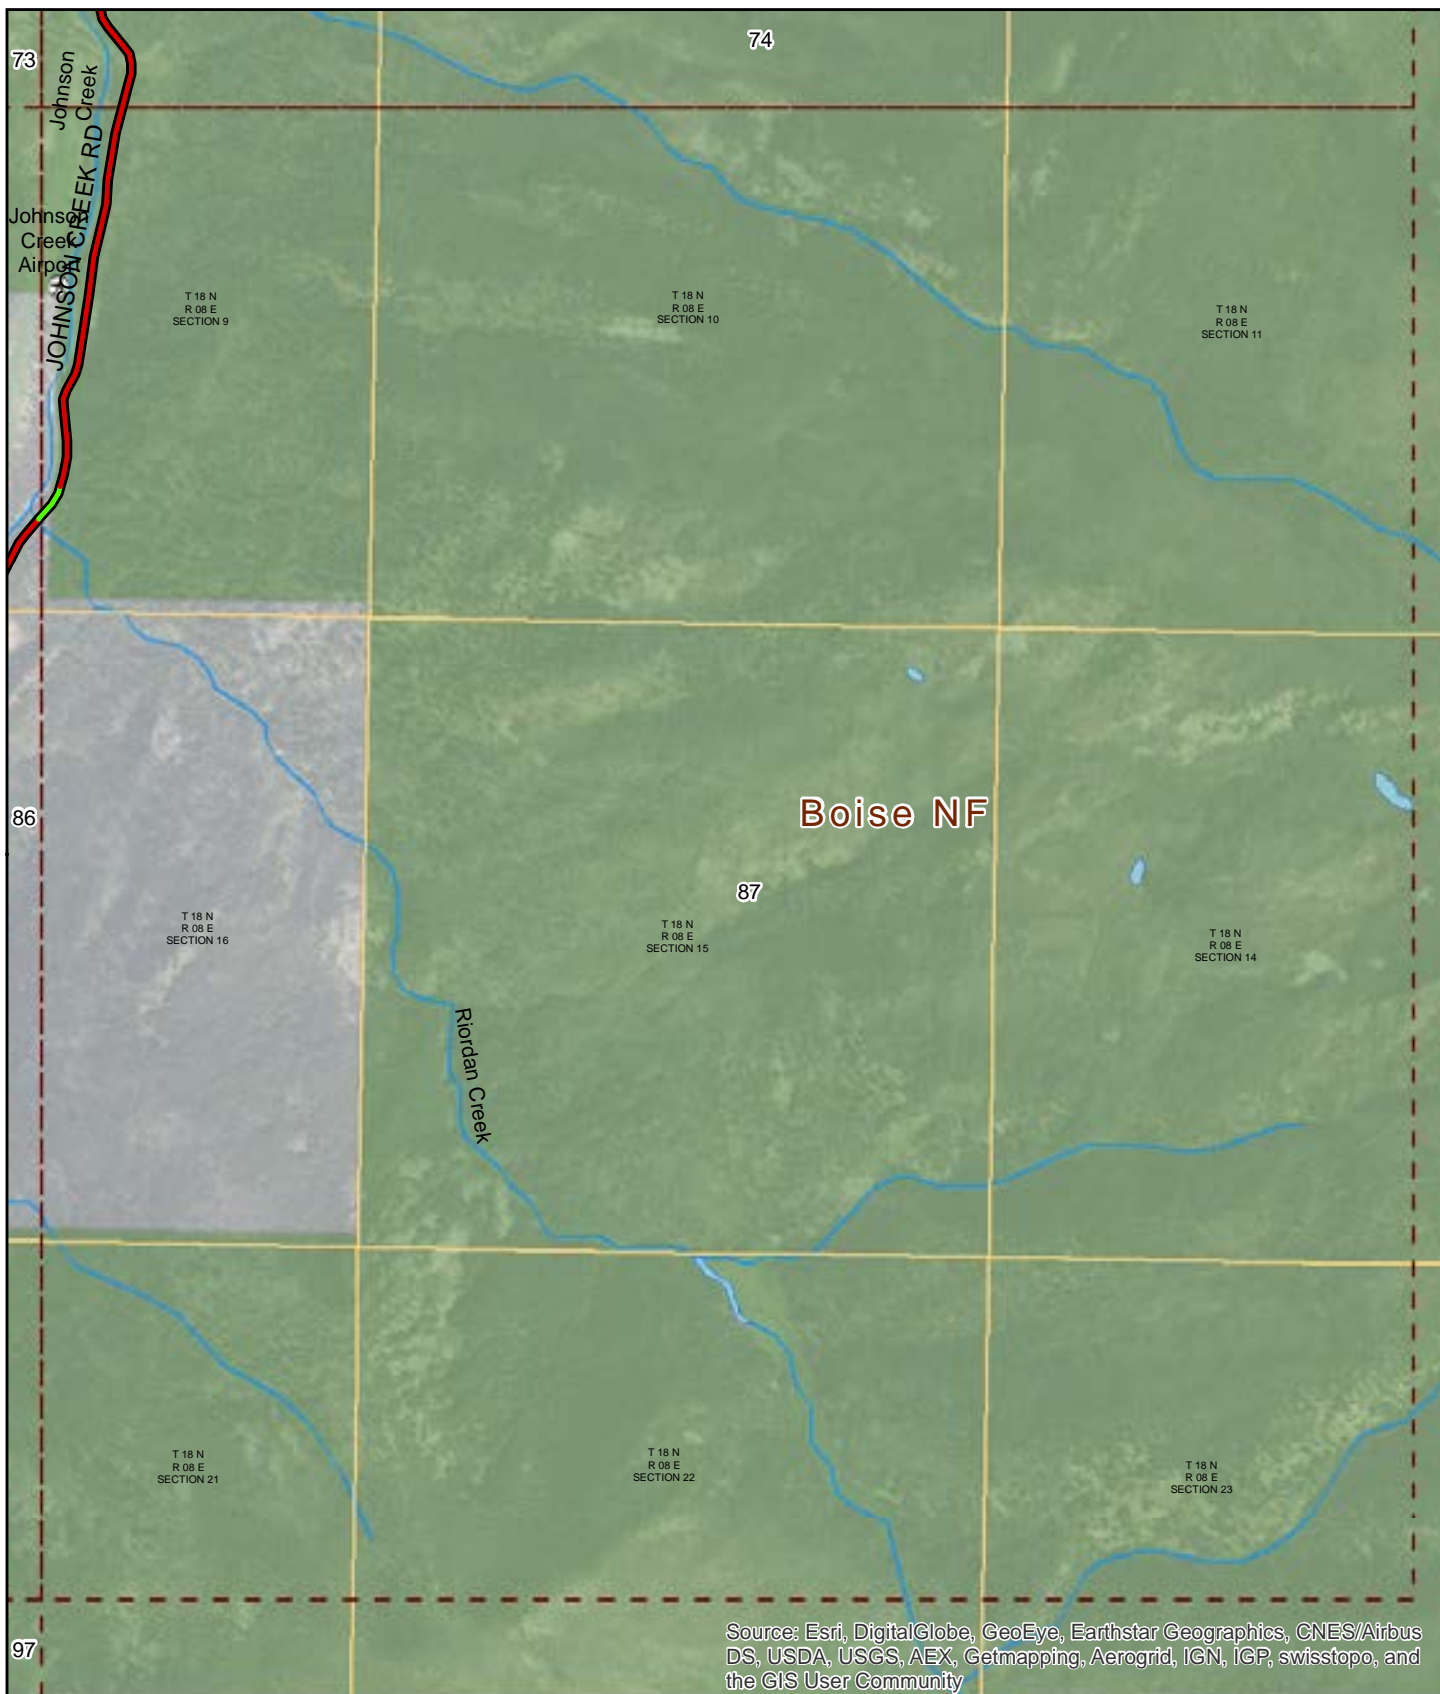 74
73
Johnson
Creek
JOHNSON CREEK RD
Johnson
Creek
Airport
T 18 N
R 08 E
SECTION 9
T 18 N
R 08 E
SECTION 10
T 18 N
R 08 E
SECTION 11
Boise NF
86
87
T 18 N
R 08 E
SECTION 16
T 18 N
R 08 E
SECTION 15
T 18 N
R 08 E
SECTION 14
Riordan Creek
T 18 N
R 08 E
SECTION 21
T 18 N
R 08 E
SECTION 22
T 18 N
R 08 E
SECTION 23
97
Source: Esri, DigitalGlobe, GeoEye, Earthstar Geographics, CNES/Airbus
DS, USDA, USGS, AEX, Getmapping, Aerogrid, IGN, IGP, swisstopo, and
the GIS User Community